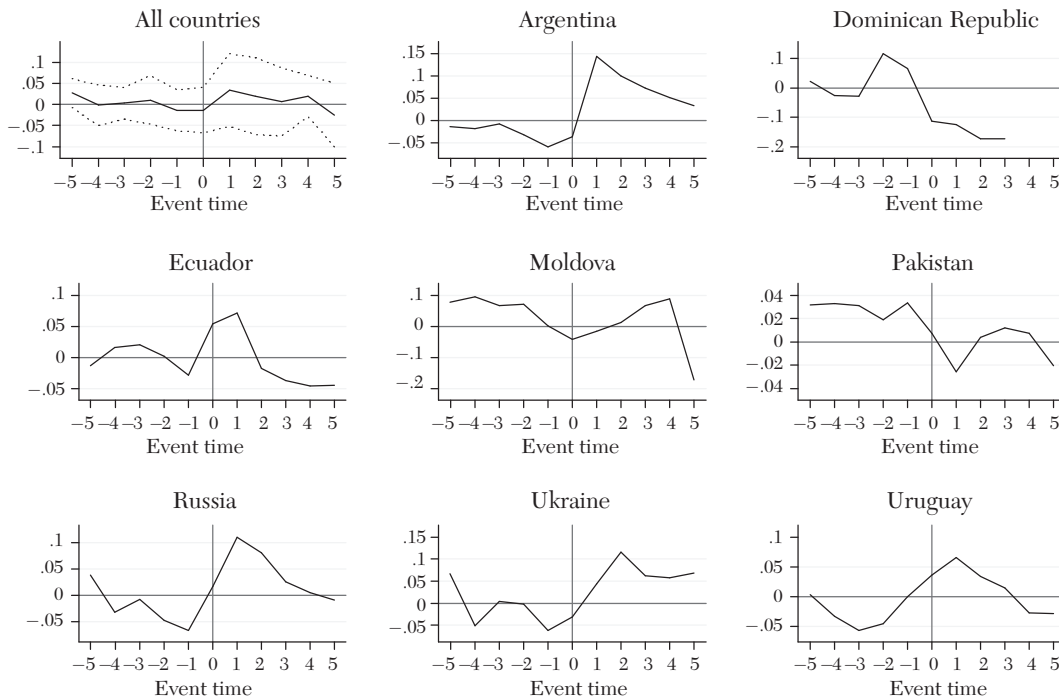 All countries
.1
.05
0
−.05
−.1
−5 −4 −3 −2 −1 0 1 2 3 4 5
Event time
Argentina
.15
.1
.05
0
−.05
−5 −4 −3 −2 −1 0 1 2 3 4 5
Event time
Dominican Republic
.1
0
−.1
−.2
−5 −4 −3 −2 −1 0 1 2 3 4 5
Event time
Ecuador
.1
.05
0
−.05
−5 −4 −3 −2 −1 0 1 2 3 4 5
Event time
Moldova
.1
0
−.1
−.2
−5 −4 −3 −2 −1 0 1 2 3 4 5
Event time
Pakistan
.04
.02
0
−.02
−.04
−5 −4 −3 −2 −1 0 1 2 3 4 5
Event time
Russia
.1
.05
0
−.05
−5 −4 −3 −2 −1 0 1 2 3 4 5
Event time
Ukraine
.15
.1
.05
0
−.05
−5 −4 −3 −2 −1 0 1 2 3 4 5
Event time
Uruguay
.1
.05
0
−.05
−5 −4 −3 −2 −1 0 1 2 3 4 5
Event time